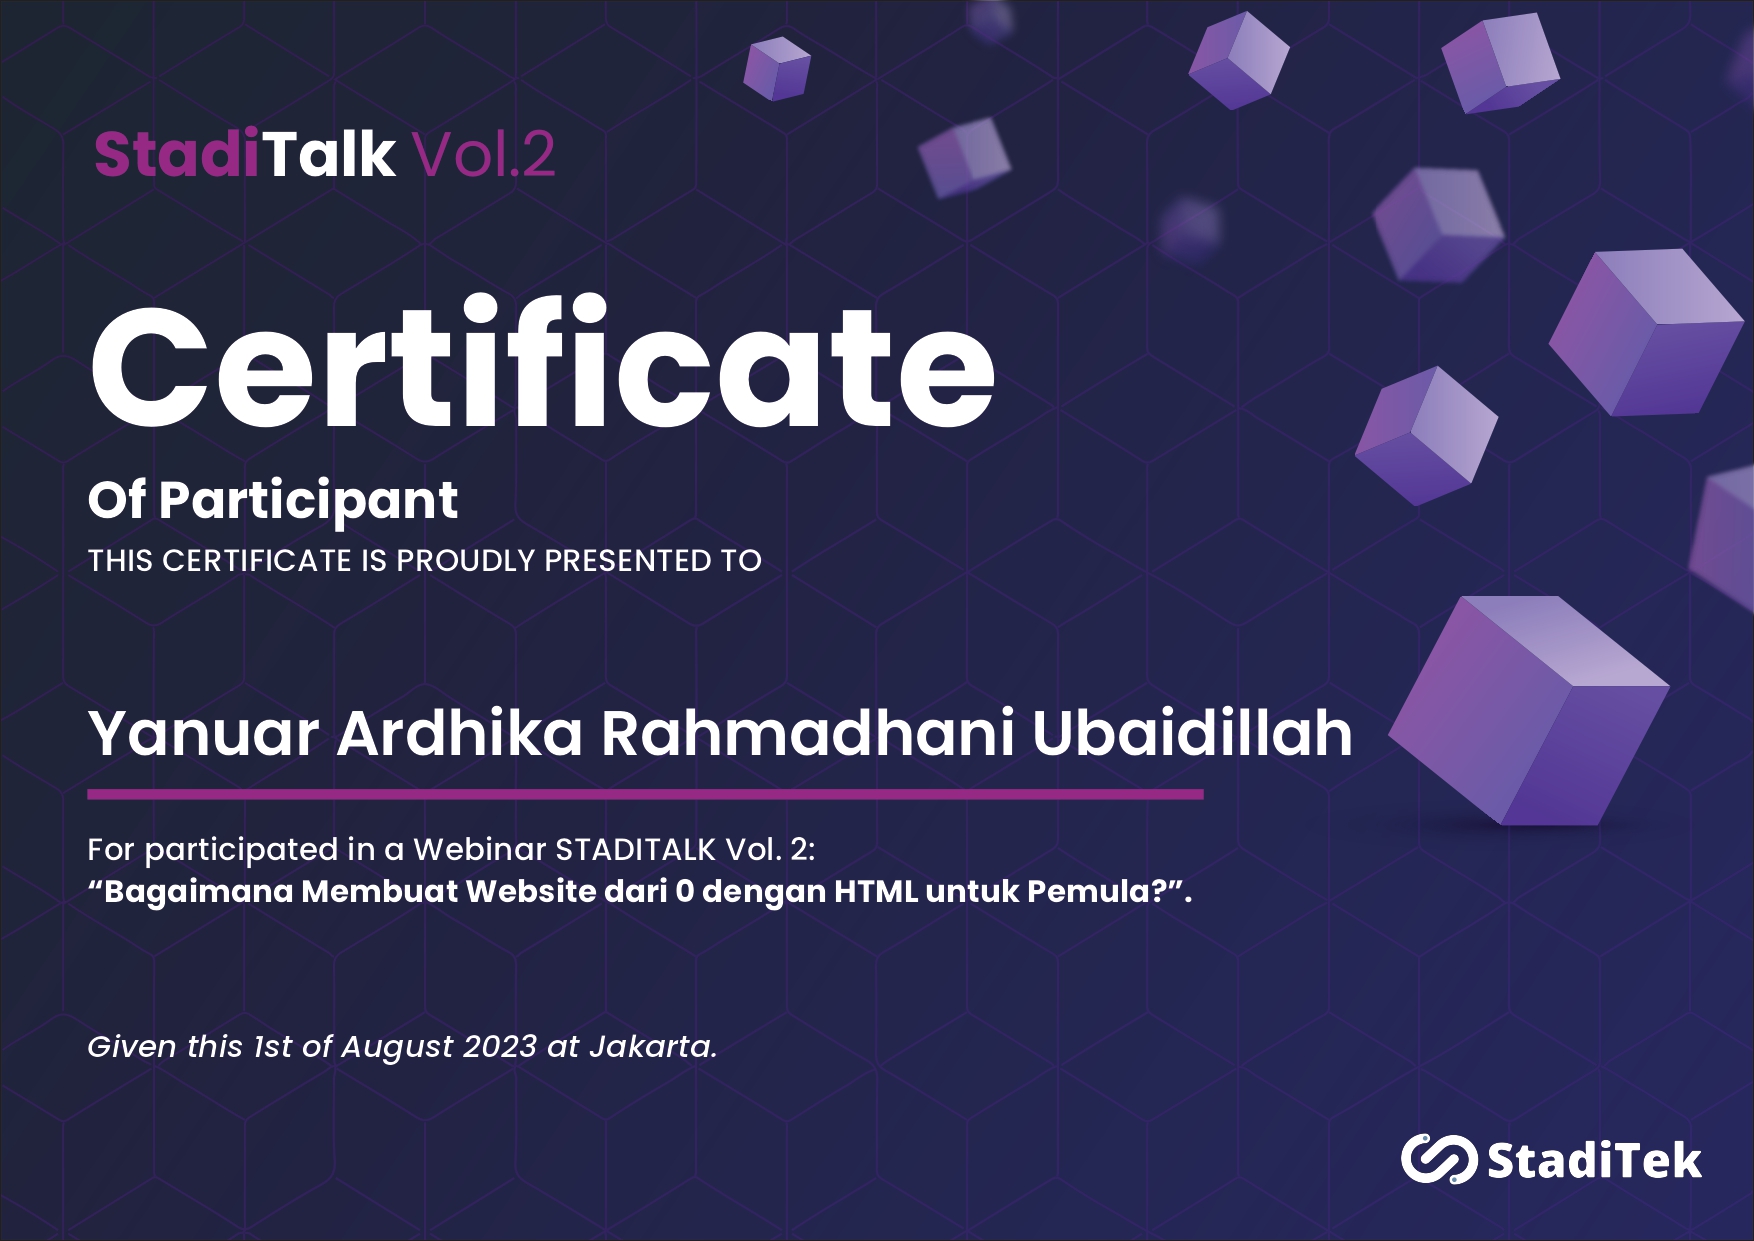 StadiTalk Vol.2
Certificate
Of Participant
THIS CERTIFICATE IS PROUDLY PRESENTED TO
Yanuar Ardhika Rahmadhani Ubaidillah
For participated in a Webinar STADITALK Vol. 2:
“Bagaimana Membuat Website dari 0 dengan HTML untuk Pemula?”.
Given this 1st of August 2023 at Jakarta.
StadiTek